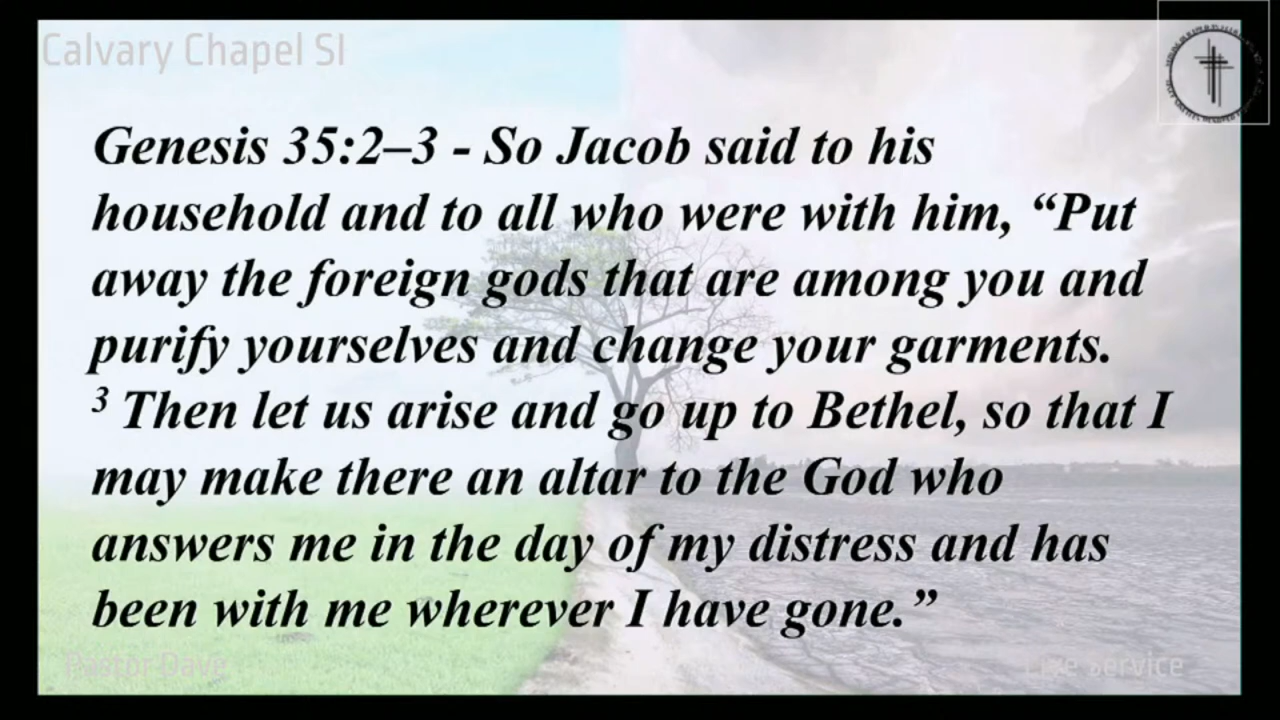 Calvary Chapel SI
Genesis 35:2–3 - So Jacob said to his
household and to all who were with him, “Put
away the foreign gods that are among you and
purify yourselves and change your garments.
3 Then let us arise and go up to Bethel, so that I
may make there an altar to the God who
answers me in the day of my distress and has
been with me wherever I have gone.”
Pastor Dave
Live Service